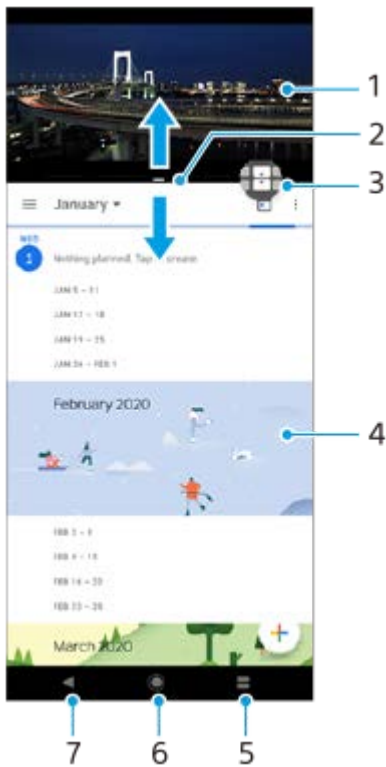 1
2
3
January
WED
1
Nothing planned. Tap create
JAN 5 – 11
JAN 12 – 18
JAN 19 – 25
JAN 26 – FEB 1
February 2020
4
FEB 2 – 8
FEB 9 – 15
FEB 16 – 22
FEB 23 – 29
March 2020
7
6
5